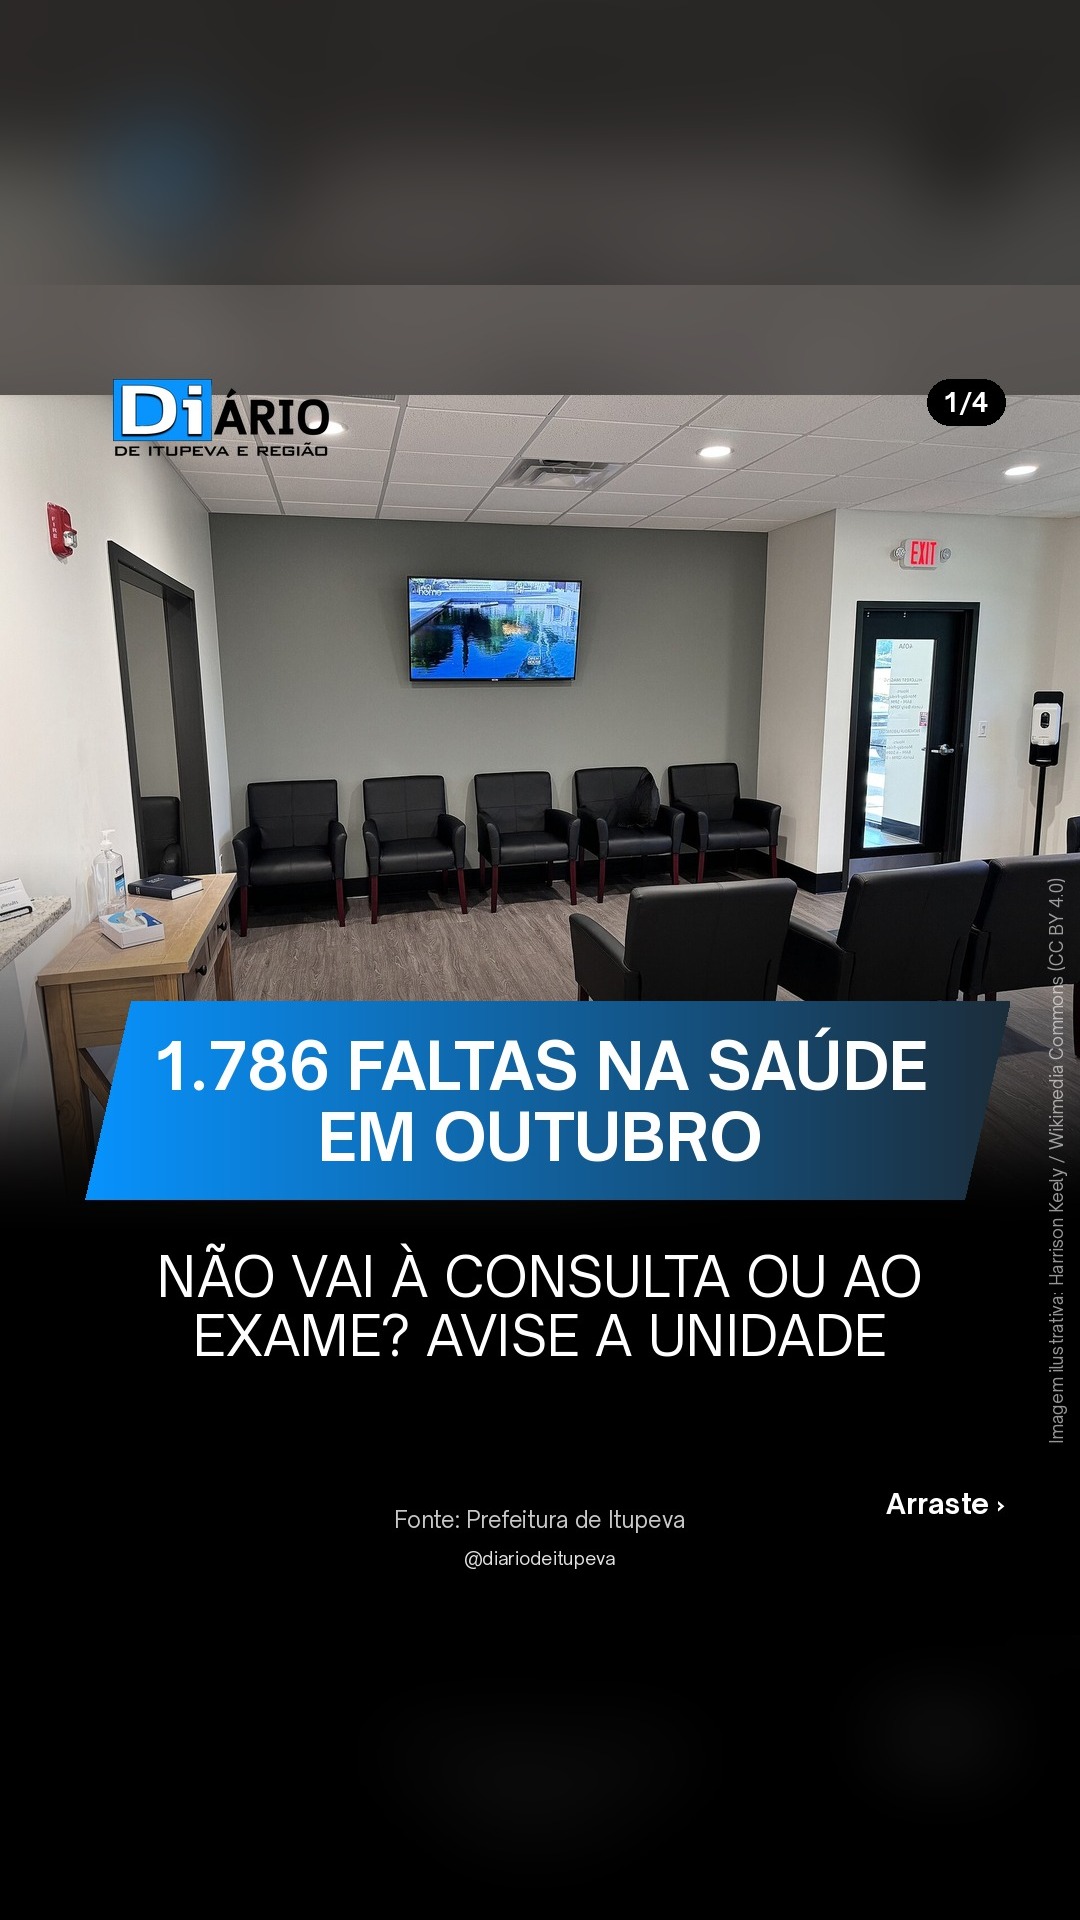 DiÁRIO
DE ITUPEVA E REGIÃO
1/4
FIRE
EXIT
home
1.786 FALTAS NA SAÚDE
EM OUTUBRO
NÃO VAI À CONSULTA OU AO
EXAME? AVISE A UNIDADE
Arraste ›
Fonte: Prefeitura de Itupeva
@diariodeitupeva
Imagem ilustrativa: Harrison Keely / Wikimedia Commons (CC BY 4.0)